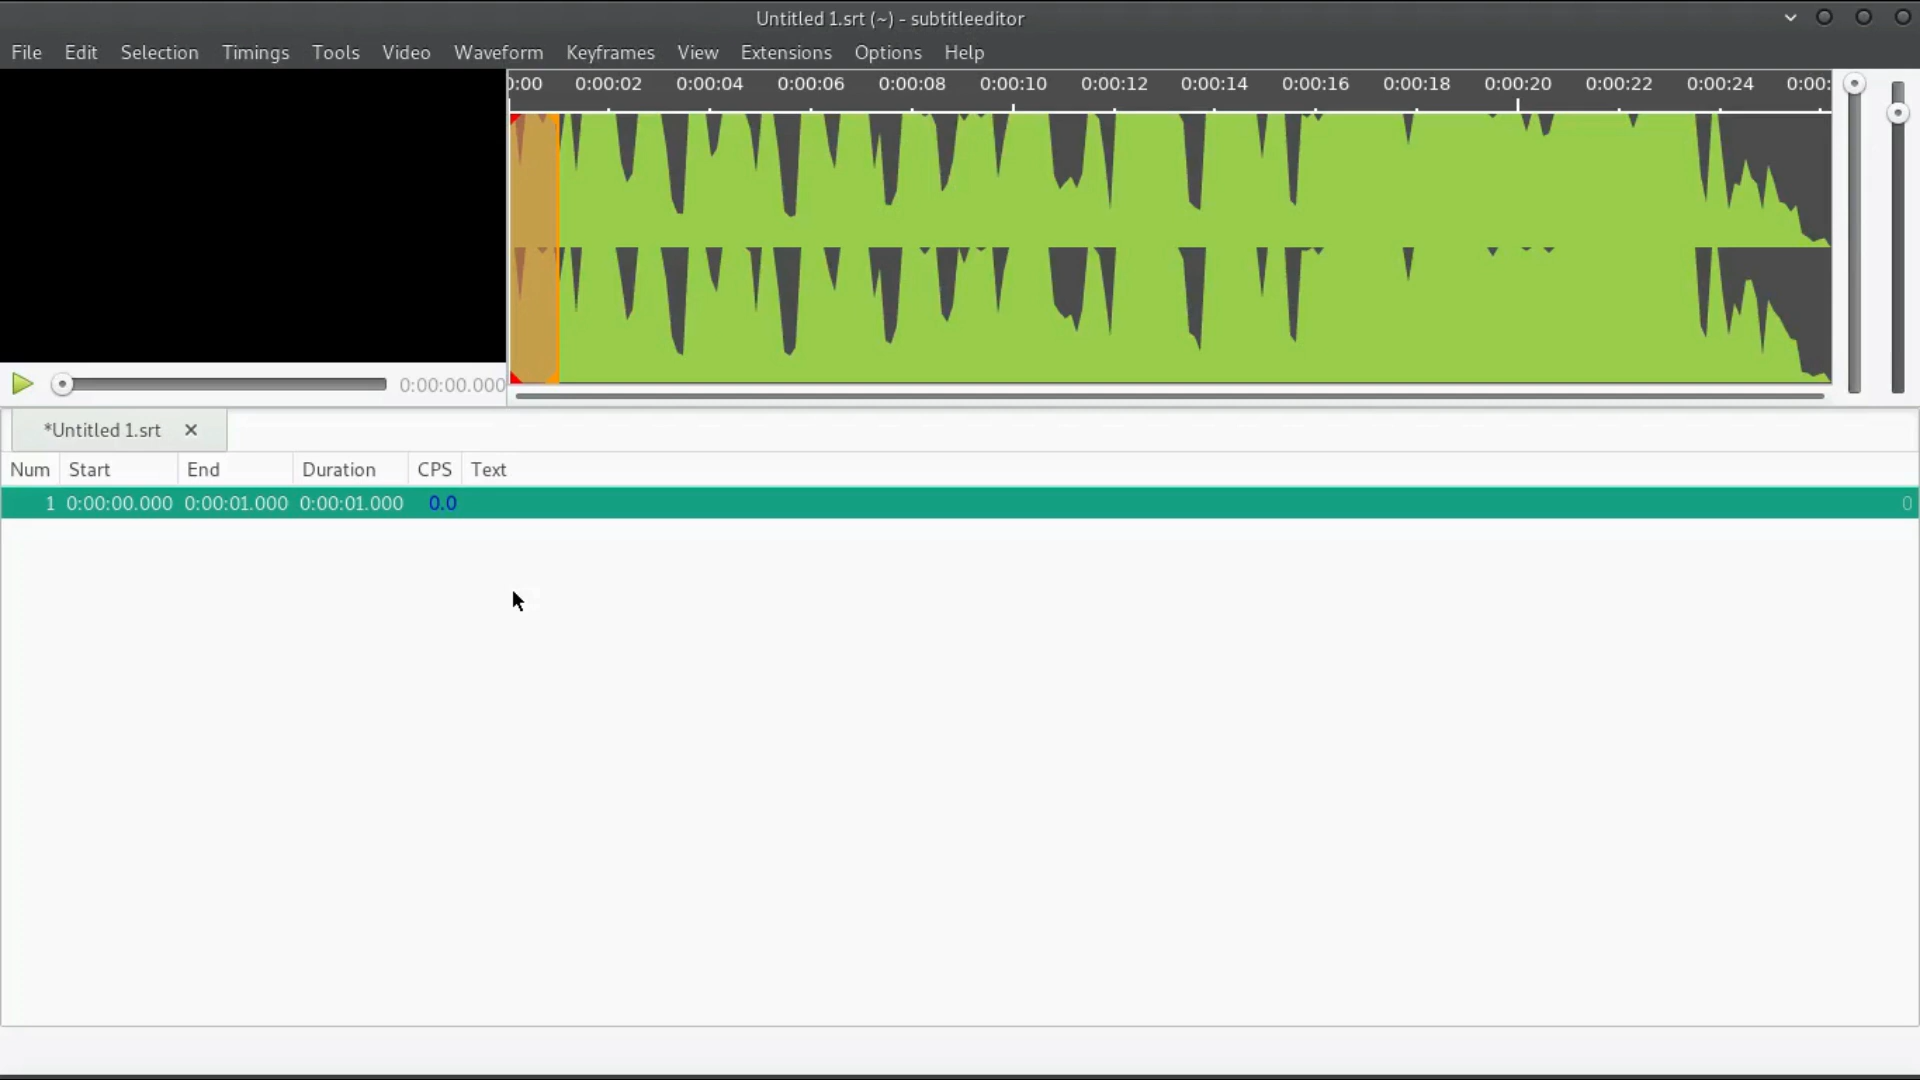 Untitled 1.srt (~) - subtitleeditor
File Edit Selection Timings Tools Video Waveform Keyframes View Extensions Options Help
0:00 0:00:02 0:00:04 0:00:06 0:00:08 0:00:10 0:00:12 0:00:14 0:00:16 0:00:18 0:00:20 0:00:22 0:00:24 0:00:
0:00:00.000
*Untitled 1.srt
Num Start End Duration CPS Text
1 0:00:00.000 0:00:01.000 0:00:01.000 0.0 0